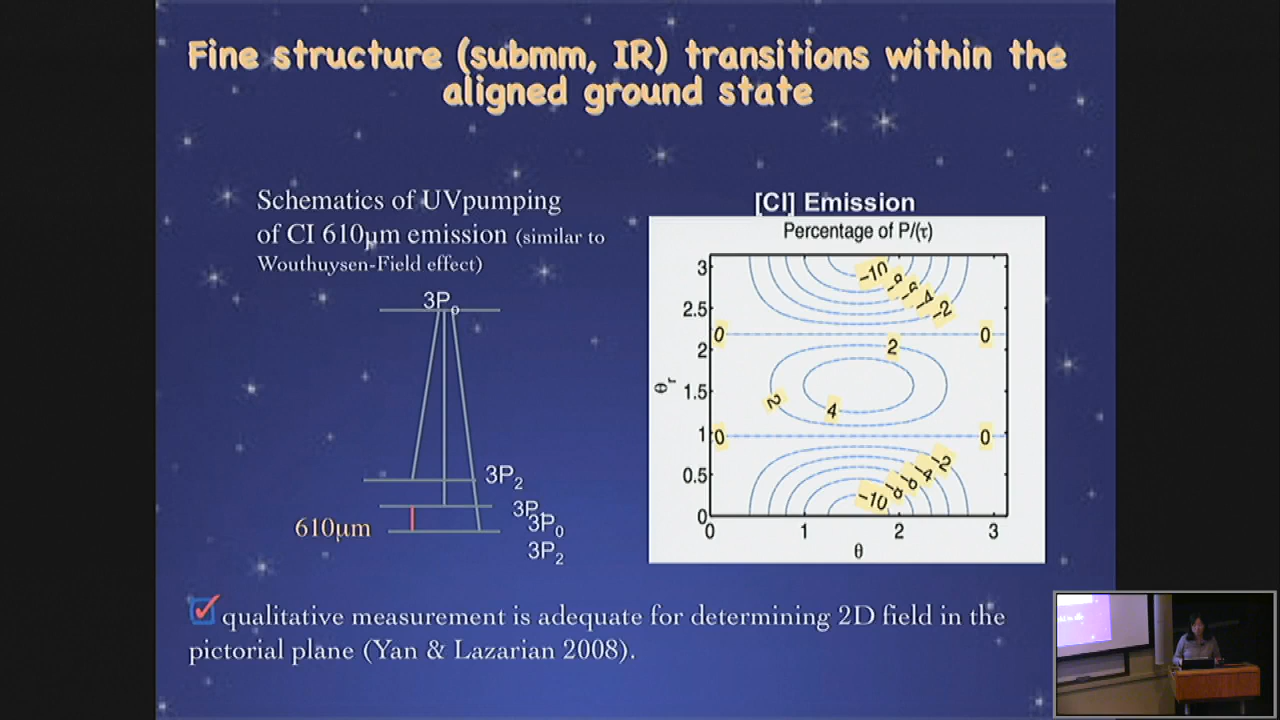 Fine structure (submm, IR) transitions within the
aligned ground state
Schematics of UVpumping
of CI 610μm emission (similar to
Wouthuysen-Field effect)
3Po
3P2
3P
3P0
3P2
610μm
[CI] Emission
Percentage of P/(τ)
3
2.5
2
1.5
1
0.5
0
θr
0
1
2
3
θ
-10
-8
-6
-4
-2
0
0
2
2
4
0
0
-2
-4
-6
-8
-10
qualitative measurement is adequate for determining 2D field in the
pictorial plane (Yan & Lazarian 2008).